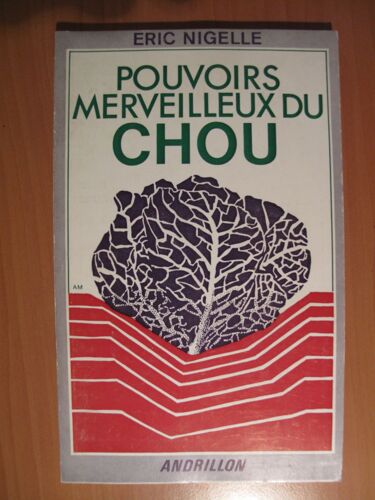 ERIC NIGELLE
POUVOIRS
MERVEILLEUX DU
CHOU
AM
ANDRILLON